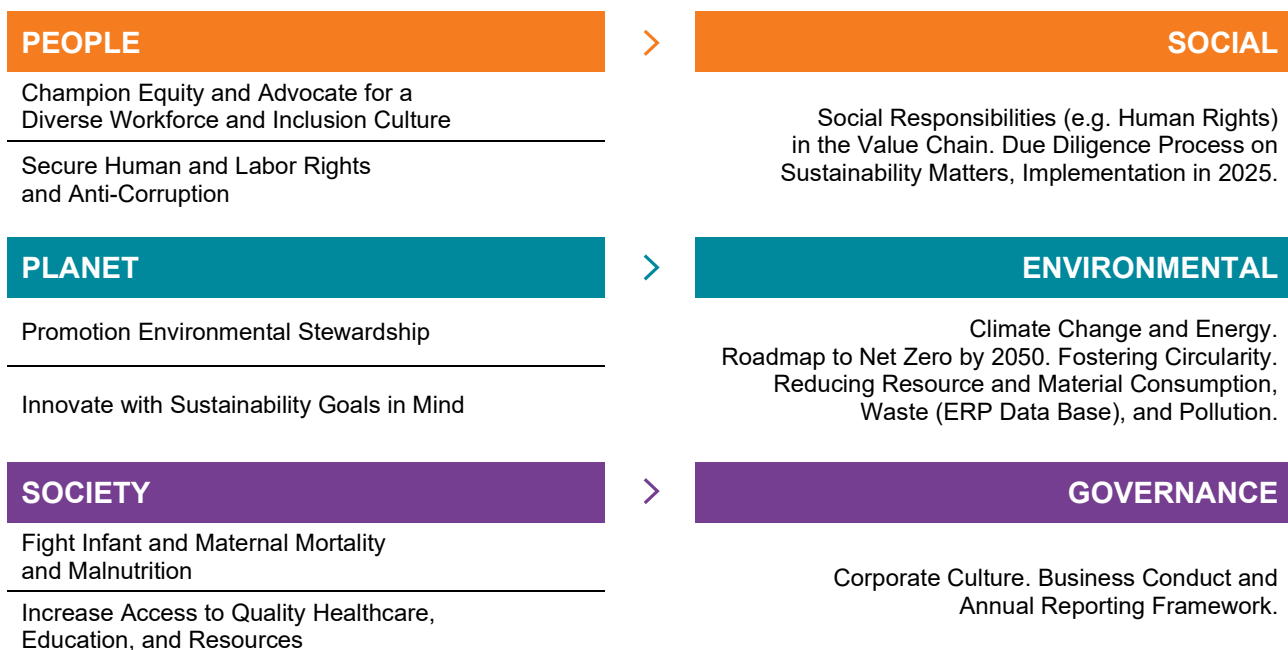 PEOPLE
>
SOCIAL
Champion Equity and Advocate for a
Diverse Workforce and Inclusion Culture
Secure Human and Labor Rights
and Anti-Corruption
Social Responsibilities (e.g. Human Rights)
in the Value Chain. Due Diligence Process on
Sustainability Matters, Implementation in 2025.
PLANET
>
ENVIRONMENTAL
Promotion Environmental Stewardship
Innovate with Sustainability Goals in Mind
Climate Change and Energy.
Roadmap to Net Zero by 2050. Fostering Circularity.
Reducing Resource and Material Consumption,
Waste (ERP Data Base), and Pollution.
SOCIETY
>
GOVERNANCE
Fight Infant and Maternal Mortality
and Malnutrition
Increase Access to Quality Healthcare,
Education, and Resources
Corporate Culture. Business Conduct and
Annual Reporting Framework.